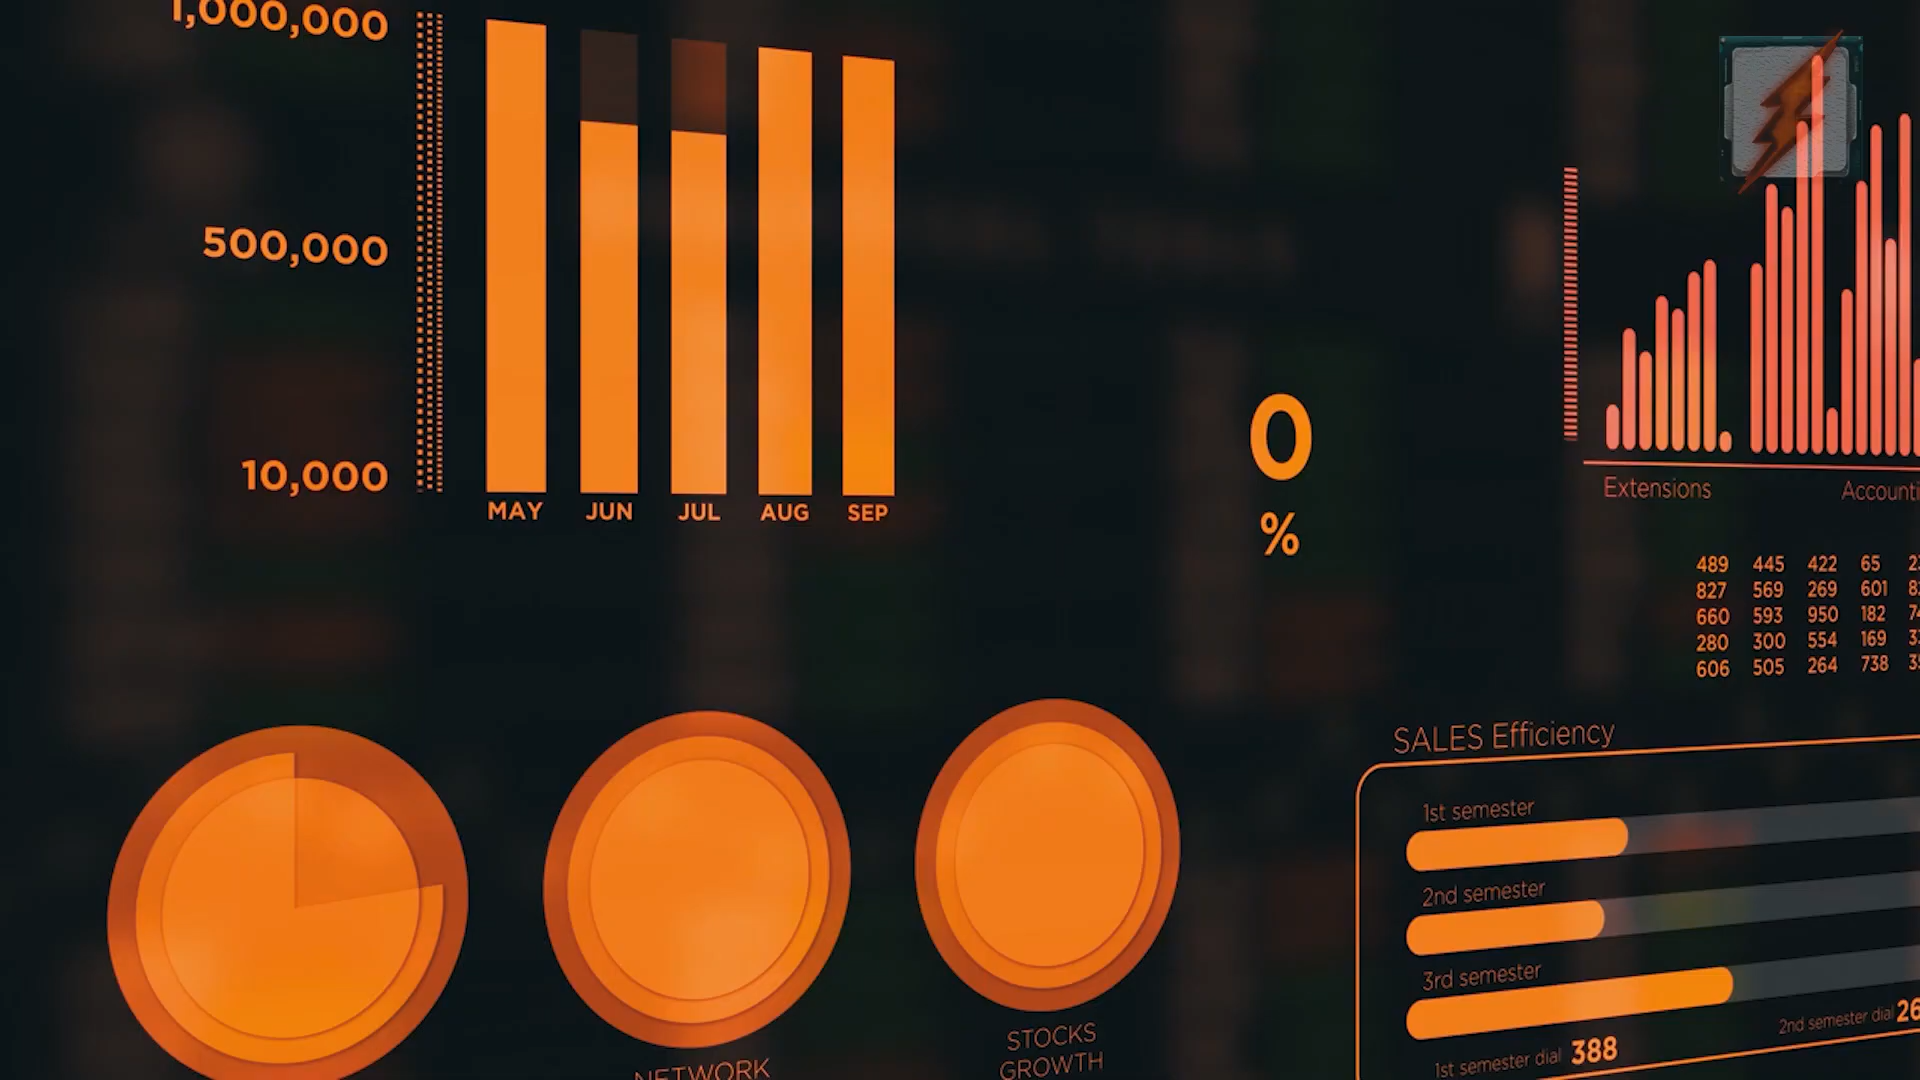 1,000,000
500,000
10,000
MAY JUN JUL AUG SEP
0
%
Extensions
489 445 422 65
827 569 269 601
660 593 950 182
280 300 554 169
606 505 264 738
SALES Efficiency
1st semester
2nd semester
3rd semester
2nd semester dial 26
1st semester dial 388
STOCKS
GROWTH
NETWORK